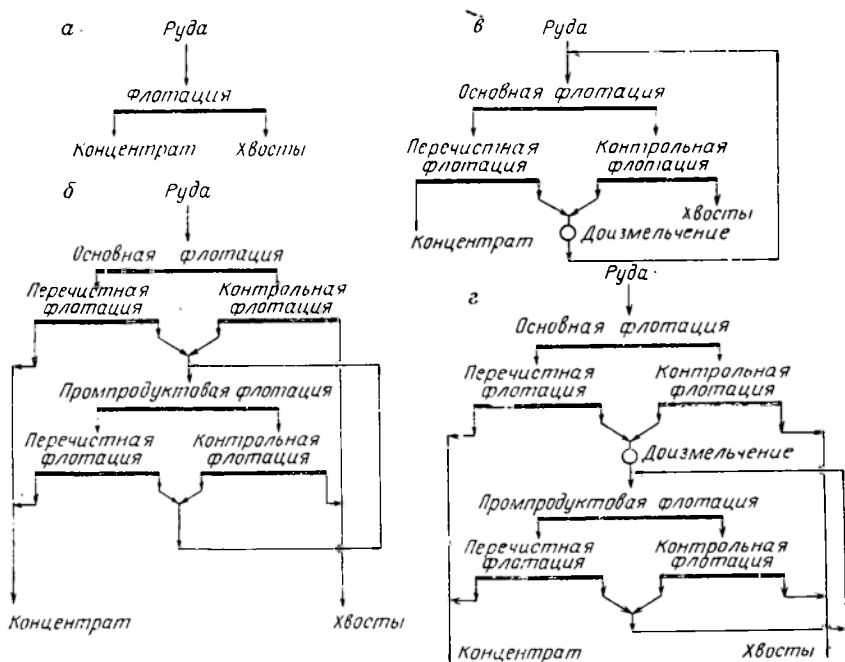 а
Руда
Флотация
Концентрат
Хвосты
б
Руда
Основная флотация
Перечистная
флотация
Контрольная
флотация
Промпродуктовая флотация
Перечистная
флотация
Контрольная
флотация
Концентрат
Хвосты
в
Руда
Основная флотация
Перечистная
флотация
Контрольная
флотация
Хвосты
Концентрат
Доизмельчение
г
Руда
Основная флотация
Перечистная
флотация
Контрольная
флотация
Доизмельчение
Промпродуктовая флотация
Перечистная
флотация
Контрольная
флотация
Концентрат
Хвосты